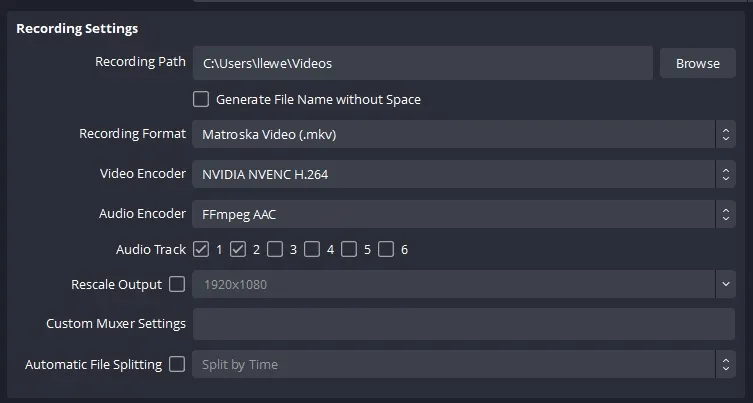 Recording Settings
Recording Path C:\Users\llewe\Videos Browse
Generate File Name without Space
Recording Format Matroska Video (.mkv)
Video Encoder NVIDIA NVENC H.264
Audio Encoder FFmpeg AAC
Audio Track 1 2 3 4 5 6
Rescale Output 1920x1080
Custom Muxer Settings
Automatic File Splitting Split by Time